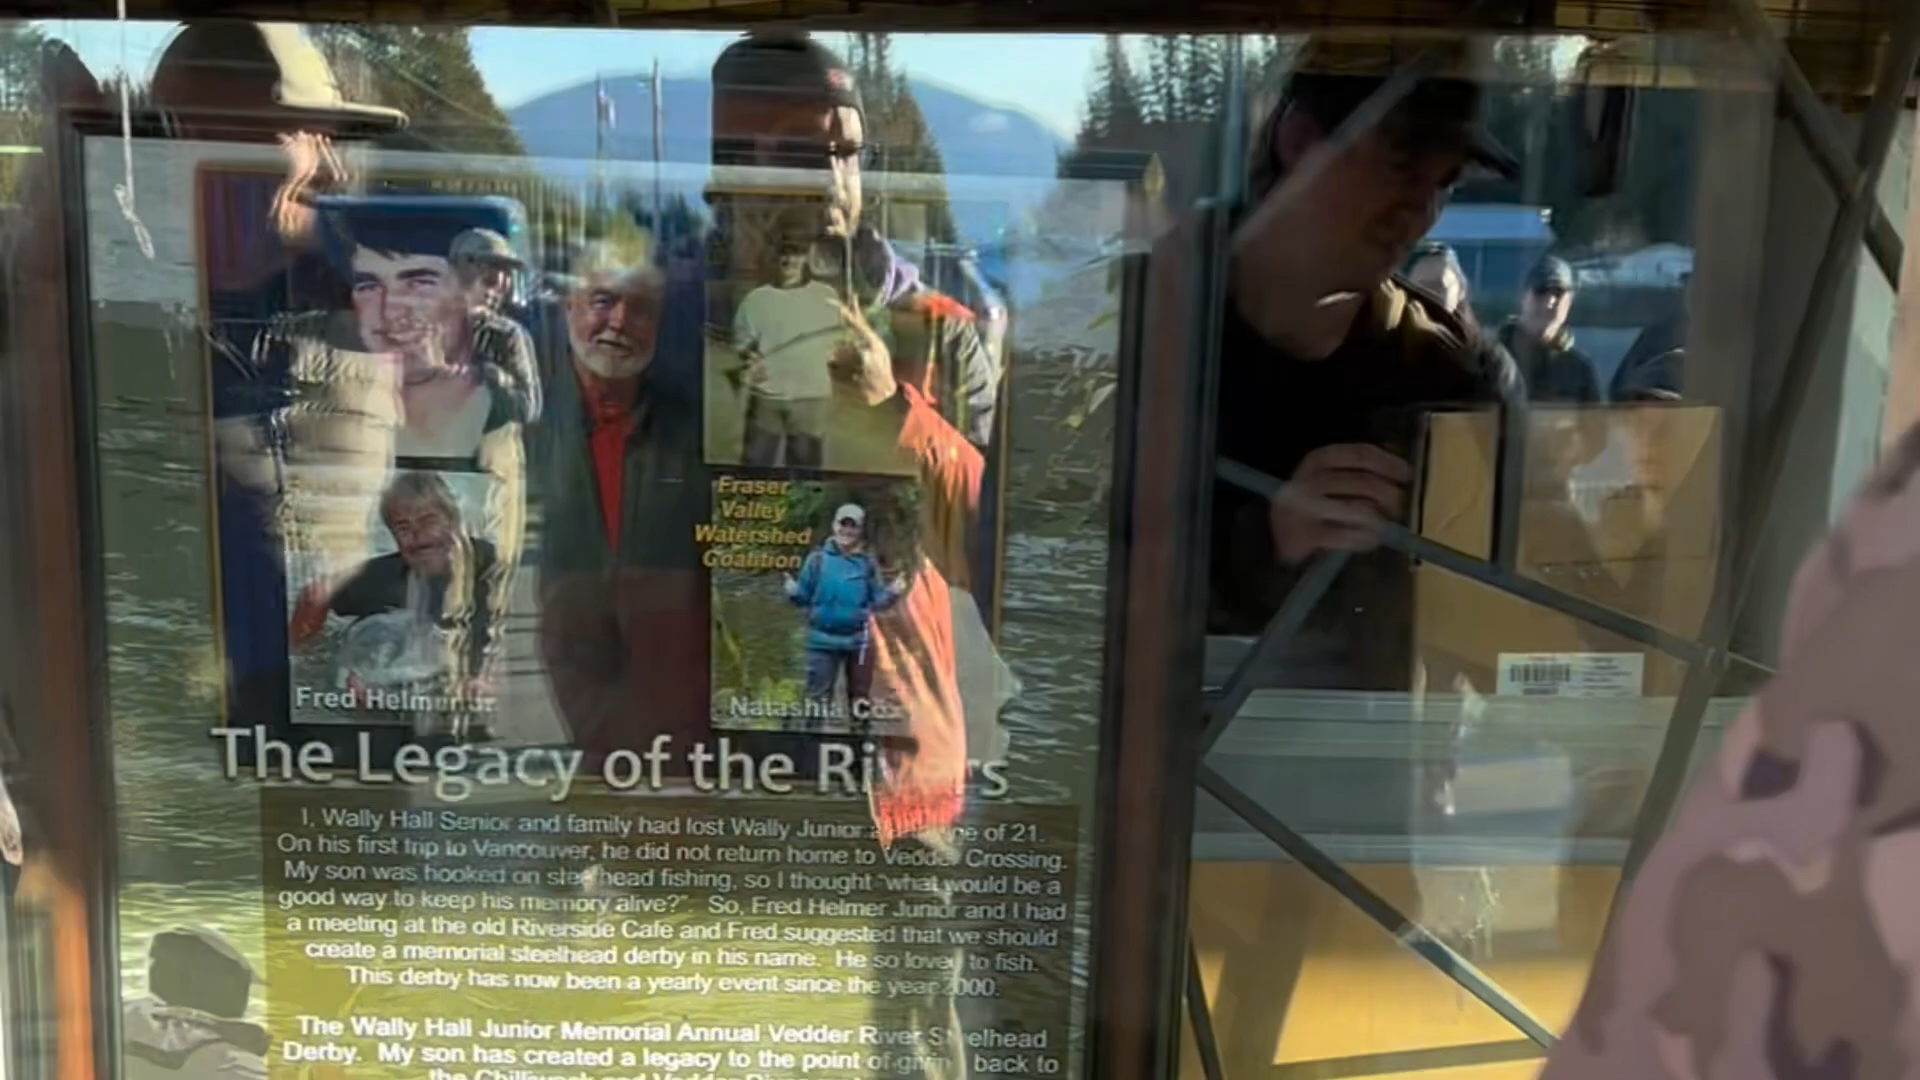 Fraser
Valley
Watershed
Coalition
Fred Helmer Jr
Natashia Cox
The Legacy of the Rivers
I, Wally Hall Senior and family had lost Wally Junior at of 21.
On his first trip to Vancouver, he did not return home to Vedder Crossing.
My son was hooked on steelhead fishing, so I thought "what would be a
good way to keep his memory alive?" So, Fred Helmer Junior and I had
a meeting at the old Riverside Cafe and Fred suggested that we should
create a memorial steelhead derby in his name. He so loved to fish.
This derby has now been a yearly event since the year 2000.
The Wally Hall Junior Memorial Annual Vedder River Steelhead
Derby. My son has created a legacy to the point of giving back to
the Chilliwack and Vedder River